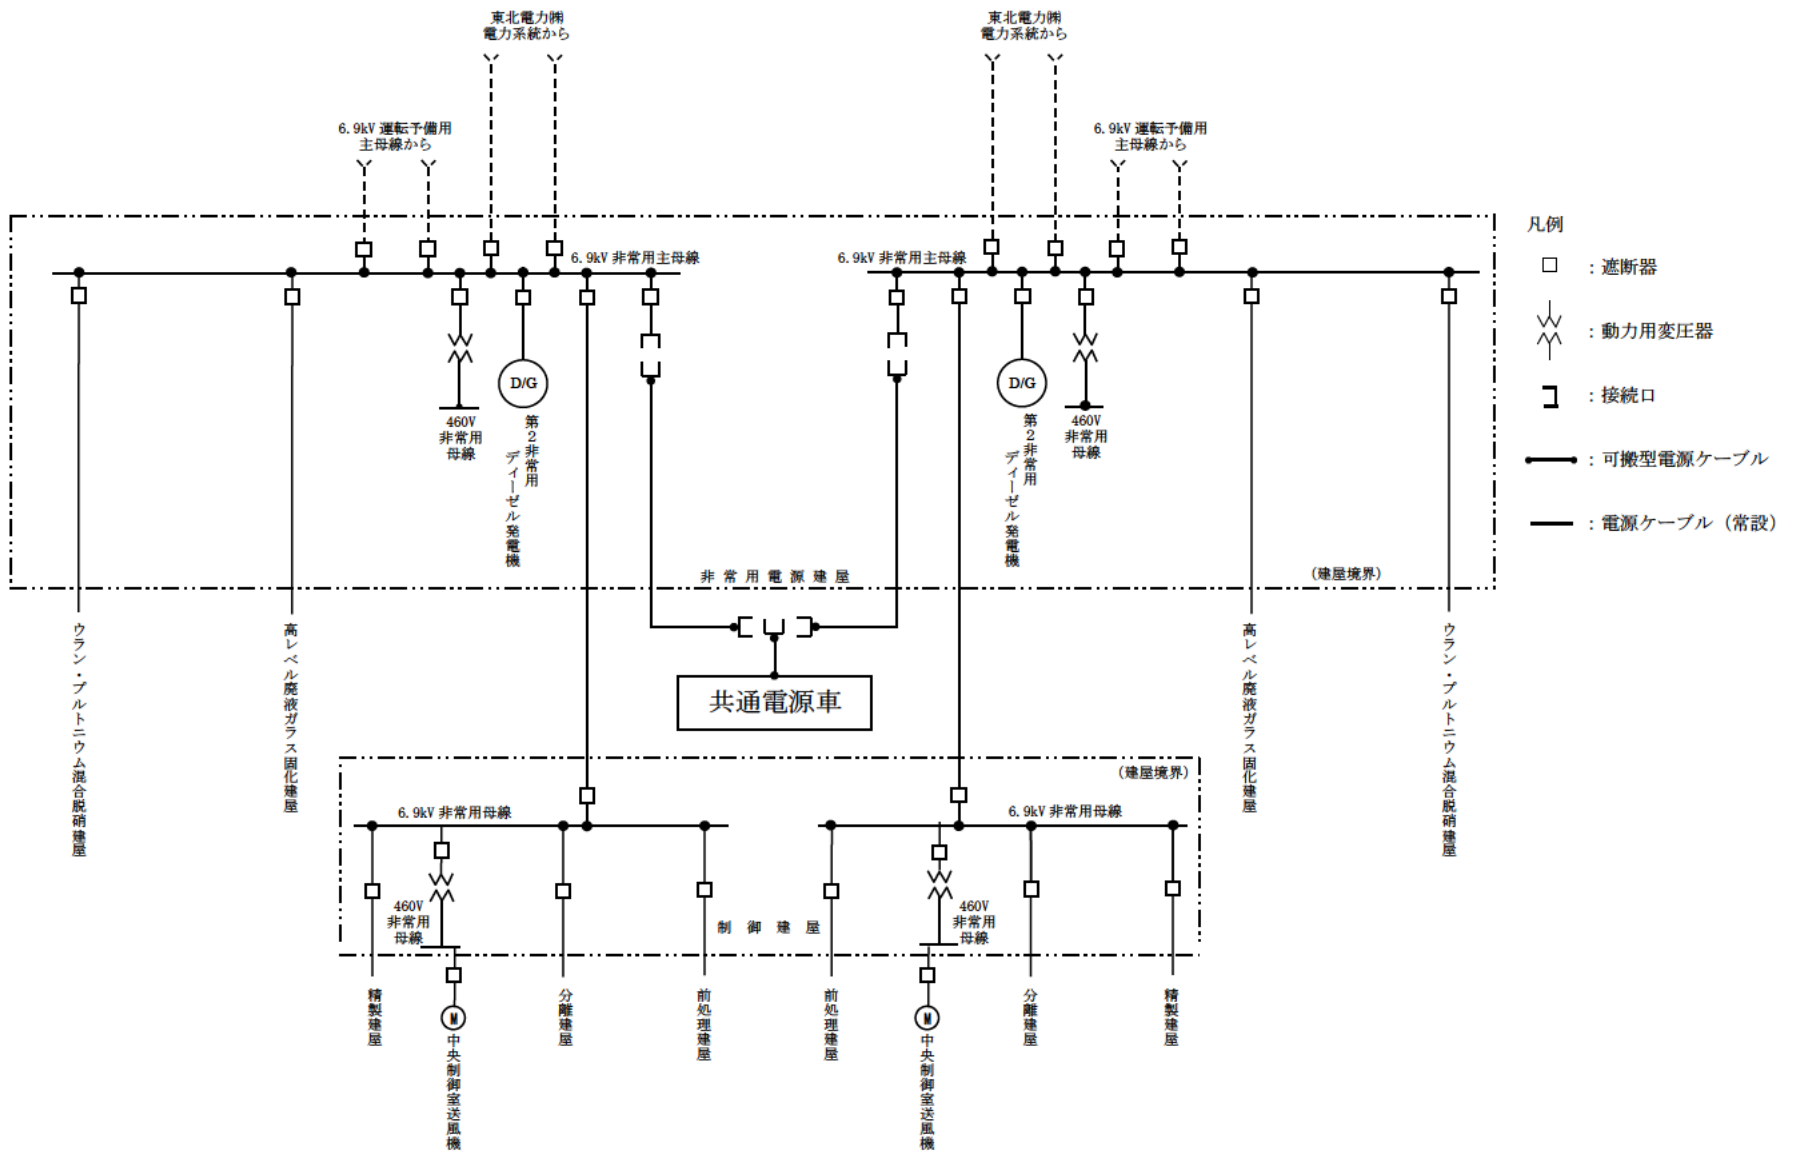 東北電力㈱
電力系統から
東北電力㈱
電力系統から
6.9kV 運転予備用
主母線から
6.9kV 運転予備用
主母線から
凡例
6.9kV 非常用主母線
6.9kV 非常用主母線
：遮断器
：動力用変圧器
：接続口
：可搬型電源ケーブル
：電源ケーブル（常設）
D/G
D/G
460V
非常用
母線
第2非常用
ディーゼル発電機
第2非常用
ディーゼル発電機
460V
非常用
母線
非常用電源建屋
（建屋境界）
ウラン・プルトニウム混合脱硝建屋
高レベル廃液ガラス固化建屋
共通電源車
高レベル廃液ガラス固化建屋
ウラン・プルトニウム混合脱硝建屋
（建屋境界）
6.9kV 非常用母線
6.9kV 非常用母線
460V
非常用
母線
制御建屋
460V
非常用
母線
精製建屋
M
中央制御室送風機
分離建屋
前処理建屋
前処理建屋
M
中央制御室送風機
分離建屋
精製建屋